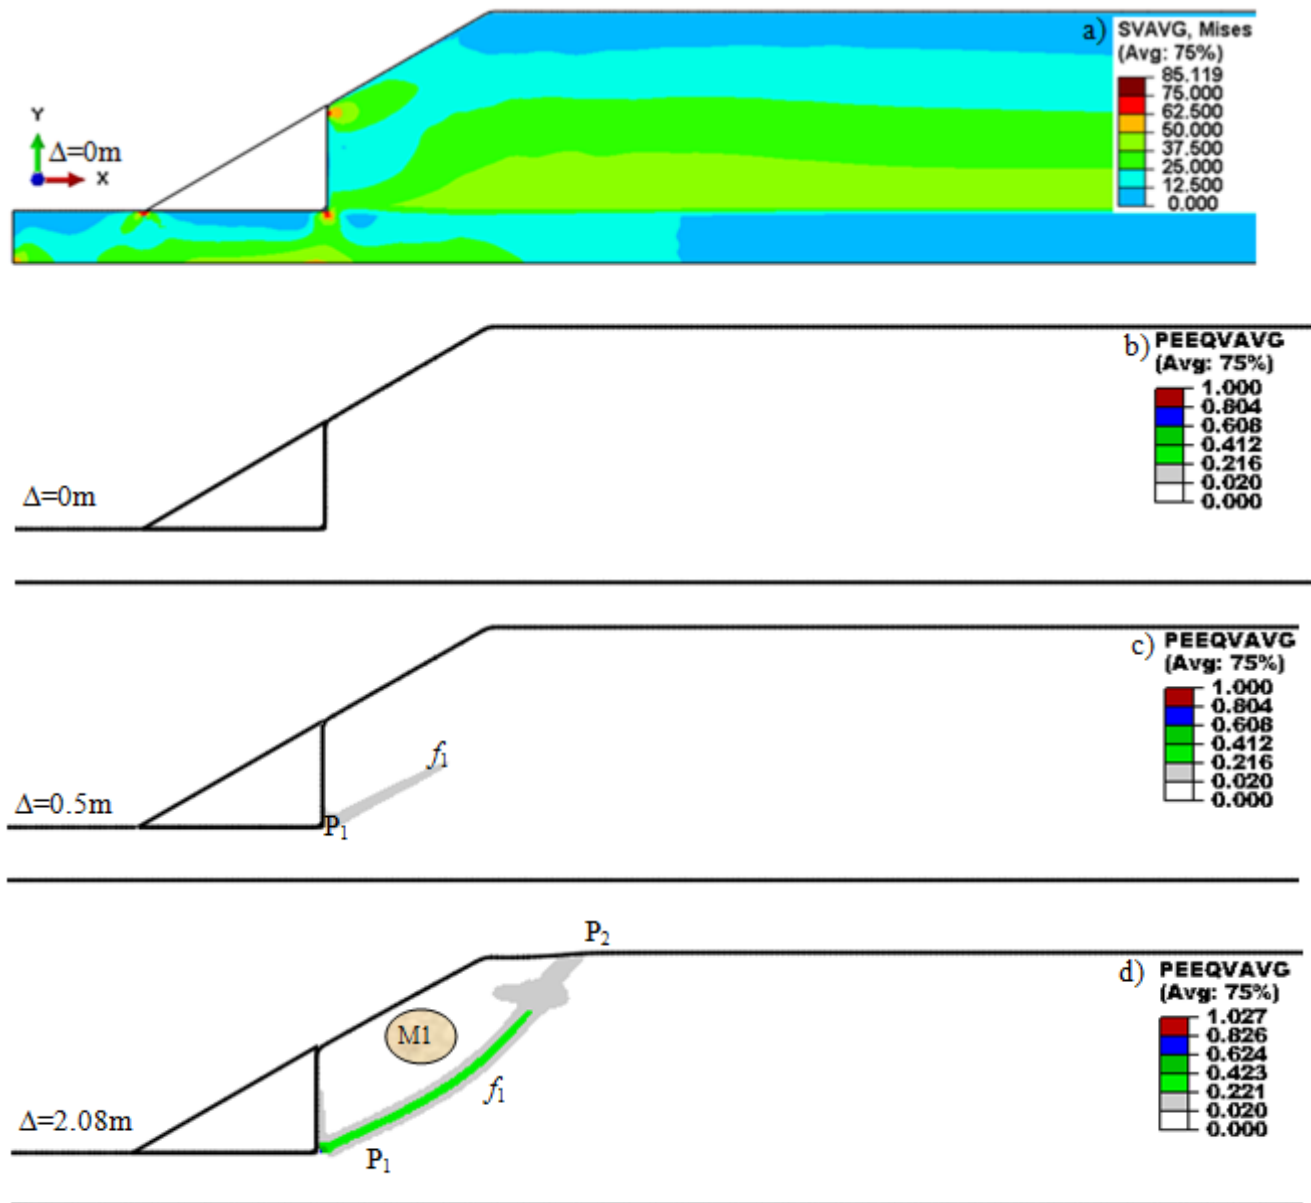 a) SVAVG, Mises
(Avg: 75%)
85.119
75.000
62.500
50.000
37.500
25.000
12.500
0.000
Y
Δ=0m
X
b) PEEQVAVG
(Avg: 75%)
1.000
0.804
0.608
0.412
0.216
0.020
0.000
Δ=0m
c) PEEQVAVG
(Avg: 75%)
1.000
0.804
0.608
0.412
0.216
0.020
0.000
f1
Δ=0.5m
P1
P2
d) PEEQVAVG
(Avg: 75%)
1.027
0.826
0.624
0.423
0.221
0.020
0.000
M1
f1
Δ=2.08m
P1